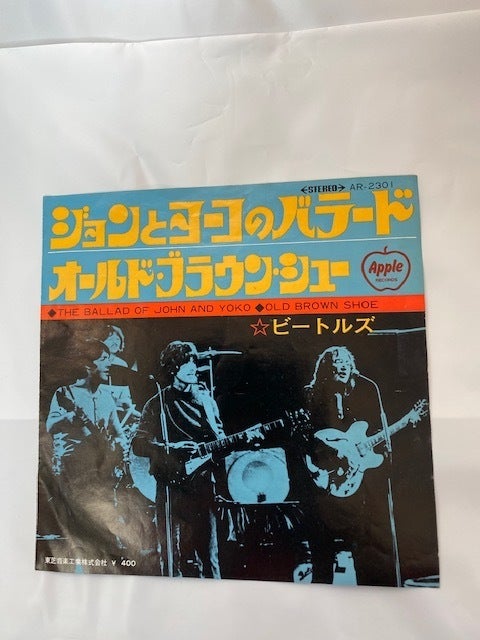 ←STEREO→ AR-2301
ジョンとヨーコのバラード
オールド・ブラウン・シュー
Apple
RECORDS
◆THE BALLAD OF JOHN AND YOKO ◆OLD BROWN SHOE
☆ビートルズ
東芝音楽工業株式会社 ¥ 400